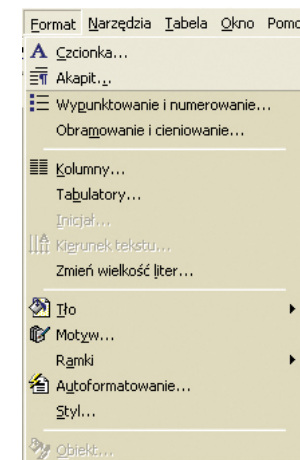 Format Narzędzia Tabela Okno Pomo
Czcionka...
Akapit...
Wypunktowanie i numerowanie...
Obramowanie i cieniowanie...
Kolumny...
Tabulatory...
Inicjał...
Kierunek tekstu...
Zmień wielkość liter...
Tło
Motyw...
Ramki
Autoformatowanie...
Styl...
Obiekt...